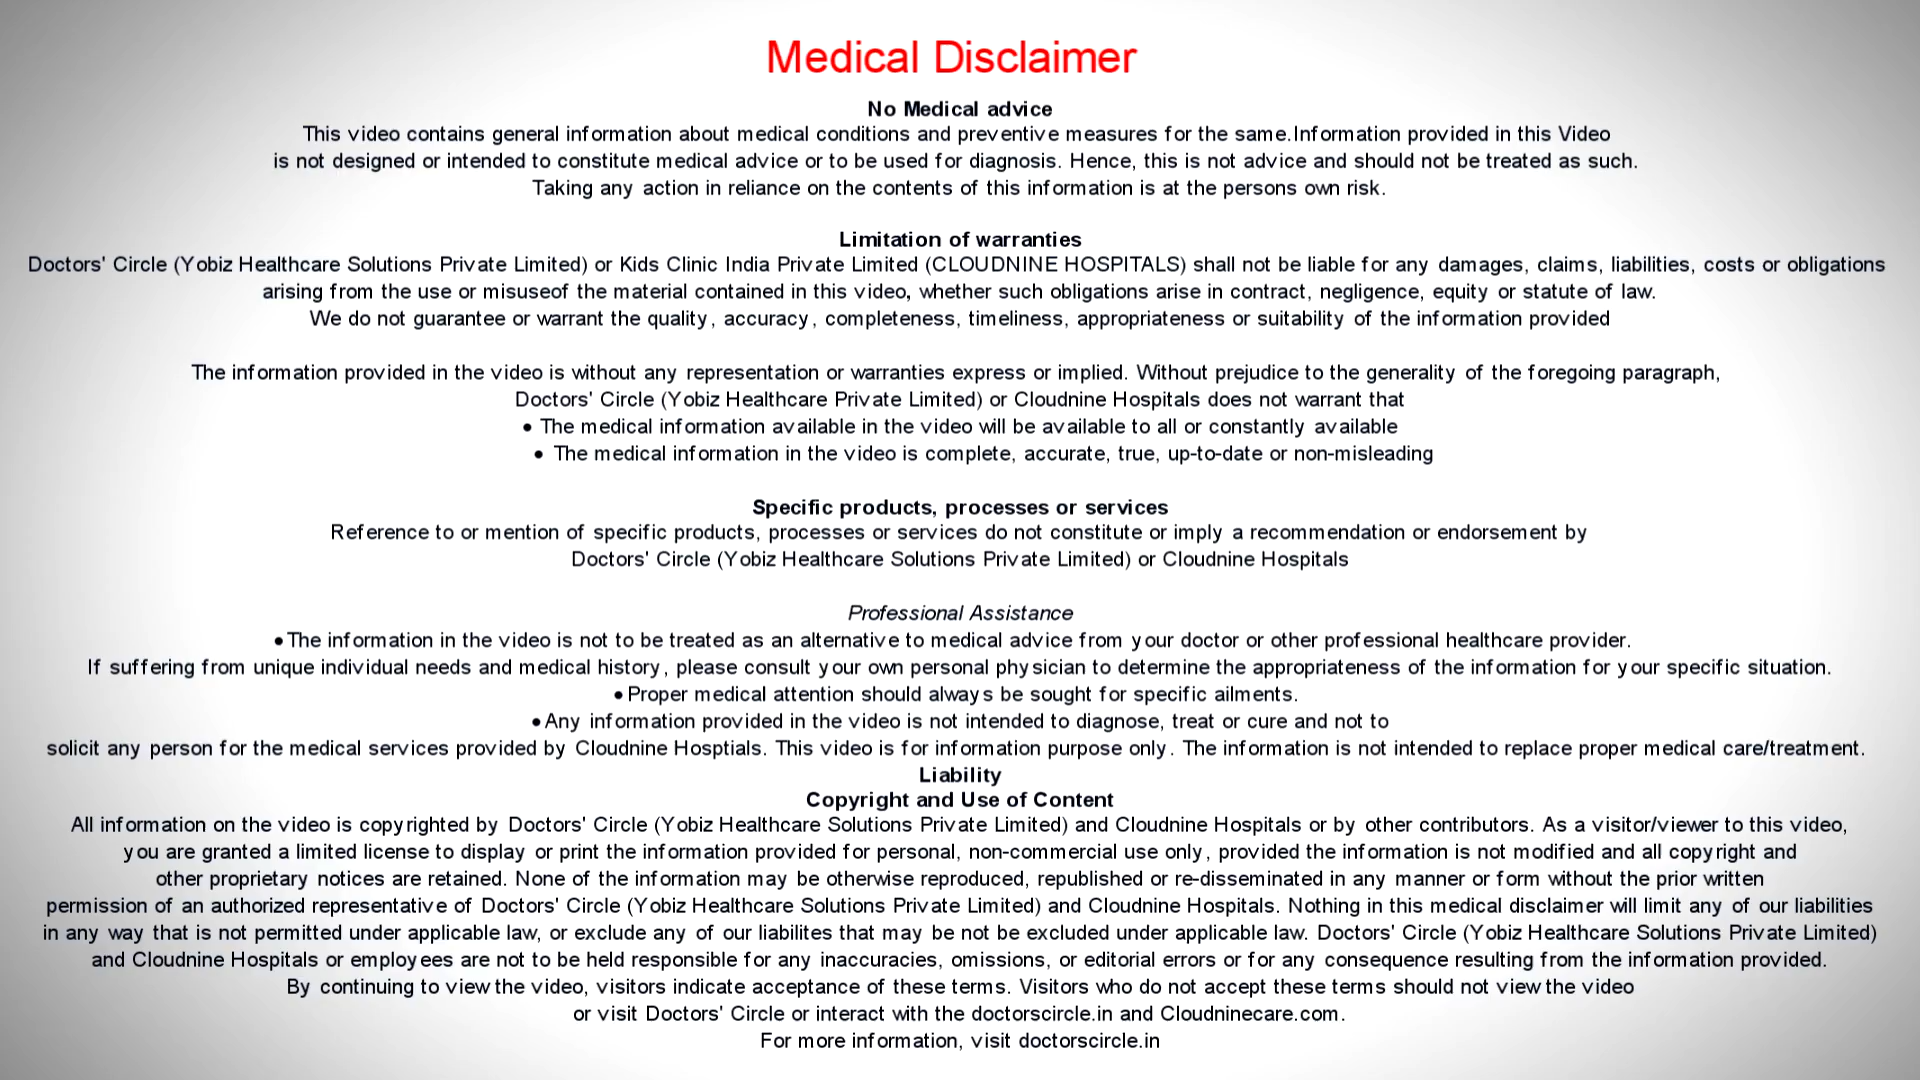 Medical Disclaimer
No Medical advice
This video contains general information about medical conditions and preventive measures for the same.Information provided in this Video
is not designed or intended to constitute medical advice or to be used for diagnosis. Hence, this is not advice and should not be treated as such.
Taking any action in reliance on the contents of this information is at the persons own risk.
Limitation of warranties
Doctors' Circle (Yobiz Healthcare Solutions Private Limited) or Kids Clinic India Private Limited (CLOUDNINE HOSPITALS) shall not be liable for any damages, claims, liabilities, costs or obligations
arising from the use or misuseof the material contained in this video, whether such obligations arise in contract, negligence, equity or statute of law.
We do not guarantee or warrant the quality, accuracy, completeness, timeliness, appropriateness or suitability of the information provided
The information provided in the video is without any representation or warranties express or implied. Without prejudice to the generality of the foregoing paragraph,
Doctors' Circle (Yobiz Healthcare Private Limited) or Cloudnine Hospitals does not warrant that
• The medical information available in the video will be available to all or constantly available
• The medical information in the video is complete, accurate, true, up-to-date or non-misleading
Specific products, processes or services
Reference to or mention of specific products, processes or services do not constitute or imply a recommendation or endorsement by
Doctors' Circle (Yobiz Healthcare Solutions Private Limited) or Cloudnine Hospitals
Professional Assistance
• The information in the video is not to be treated as an alternative to medical advice from your doctor or other professional healthcare provider.
If suffering from unique individual needs and medical history, please consult your own personal physician to determine the appropriateness of the information for your specific situation.
• Proper medical attention should always be sought for specific ailments.
• Any information provided in the video is not intended to diagnose, treat or cure and not to
solicit any person for the medical services provided by Cloudnine Hosptials. This video is for information purpose only. The information is not intended to replace proper medical care/treatment.
Liability
Copyright and Use of Content
All information on the video is copyrighted by Doctors' Circle (Yobiz Healthcare Solutions Private Limited) and Cloudnine Hospitals or by other contributors. As a visitor/viewer to this video,
you are granted a limited license to display or print the information provided for personal, non-commercial use only, provided the information is not modified and all copyright and
other proprietary notices are retained. None of the information may be otherwise reproduced, republished or re-disseminated in any manner or form without the prior written
permission of an authorized representative of Doctors' Circle (Yobiz Healthcare Solutions Private Limited) and Cloudnine Hospitals. Nothing in this medical disclaimer will limit any of our liabilities
in any way that is not permitted under applicable law, or exclude any of our liabilites that may be not be excluded under applicable law. Doctors' Circle (Yobiz Healthcare Solutions Private Limited)
and Cloudnine Hospitals or employees are not to be held responsible for any inaccuracies, omissions, or editorial errors or for any consequence resulting from the information provided.
By continuing to view the video, visitors indicate acceptance of these terms. Visitors who do not accept these terms should not view the video
or visit Doctors' Circle or interact with the doctorscircle.in and Cloudninecare.com.
For more information, visit doctorscircle.in